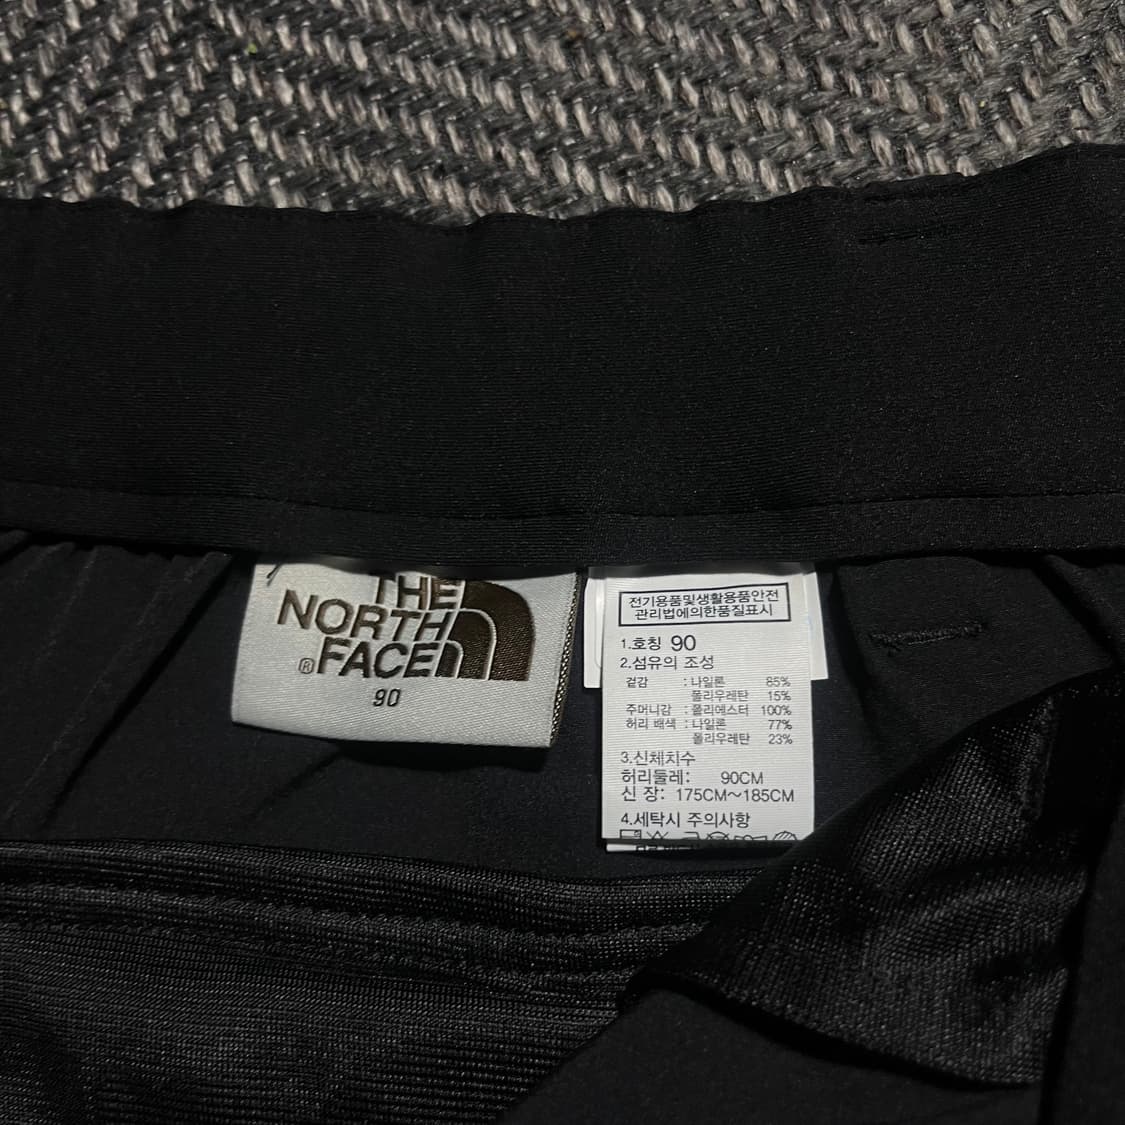 THE
NORTH
®FACE
90
전기용품및생활용품안전
관리법에의한품질표시
1.호칭 90
2.섬유의 조성
겉감 : 나일론 85%
폴리우레탄 15%
주머니감 : 폴리에스터 100%
허리 배색 : 나일론 77%
폴리우레탄 23%
3.신체치수
허리둘레: 90CM
신 장: 175CM~185CM
4.세탁시 주의사항